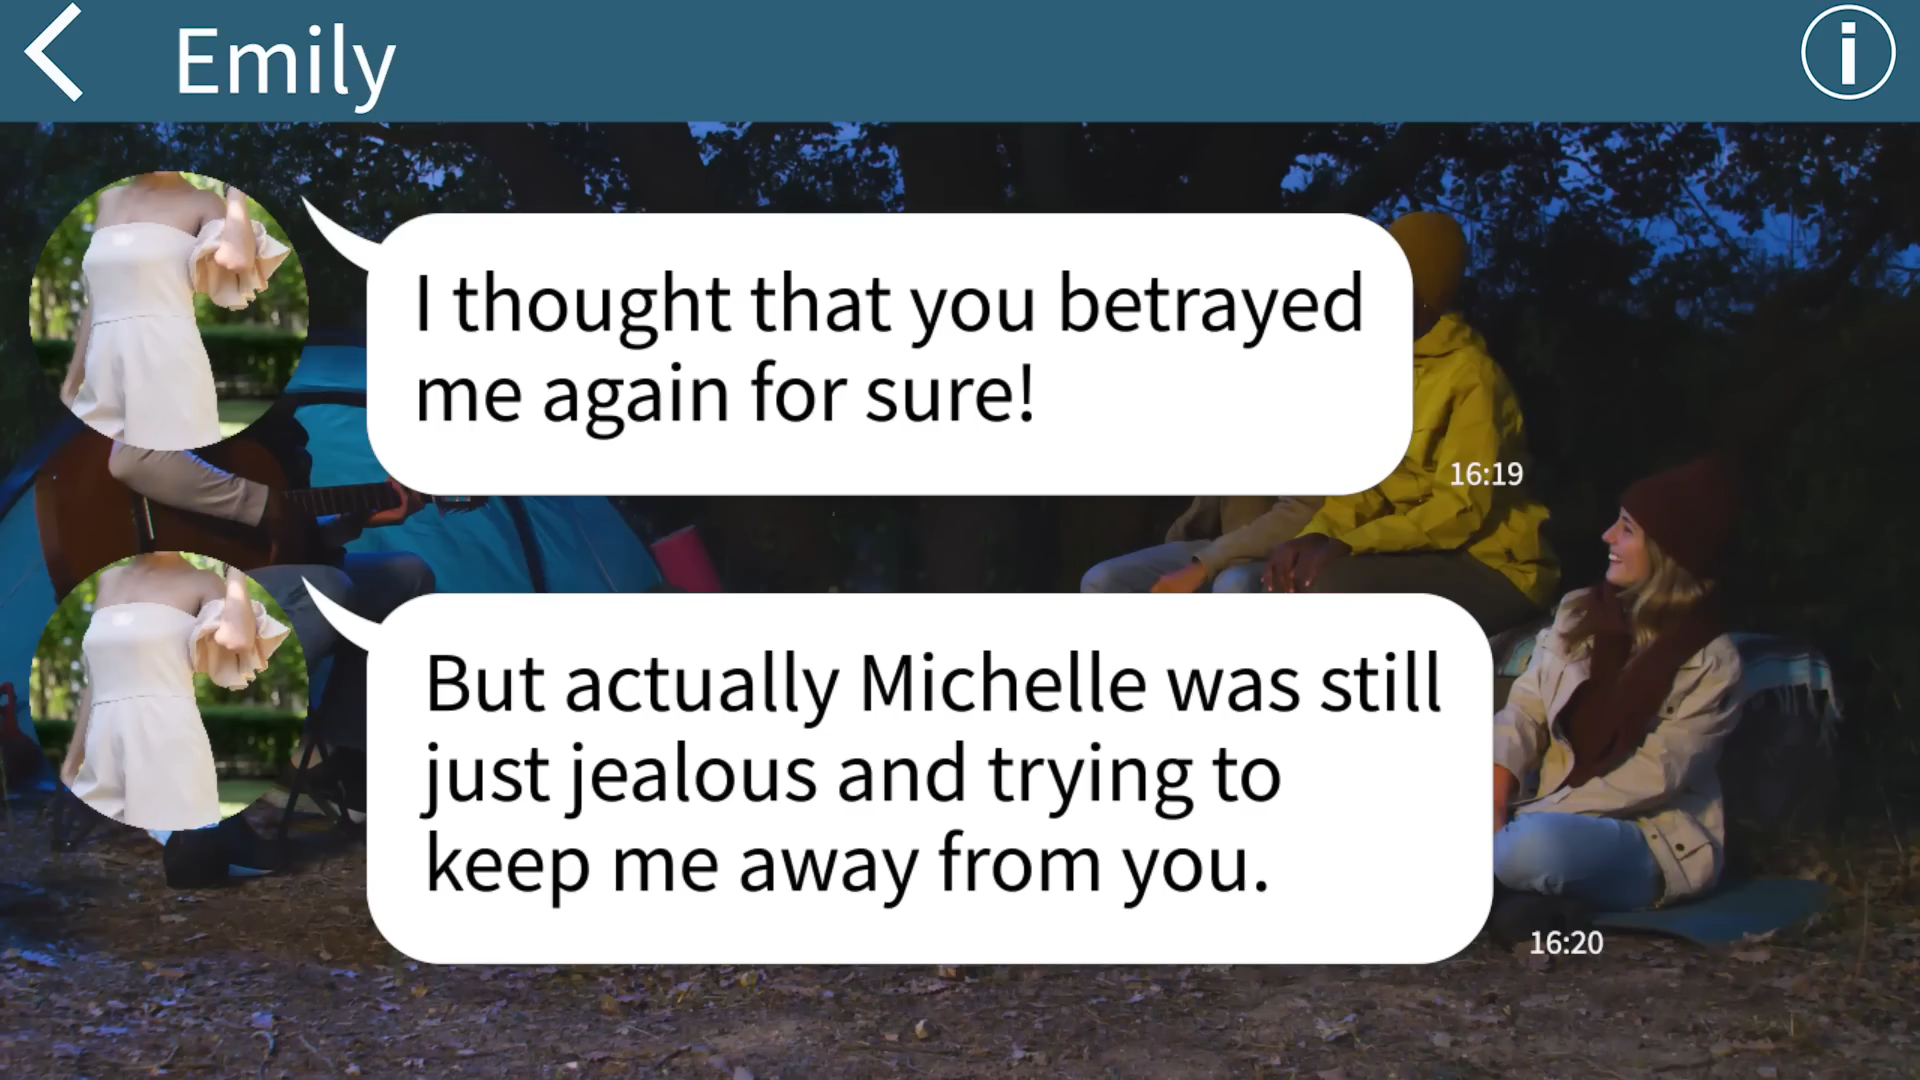 Emily
I thought that you betrayed
me again for sure!
16:19
But actually Michelle was still
just jealous and trying to
keep me away from you.
16:20